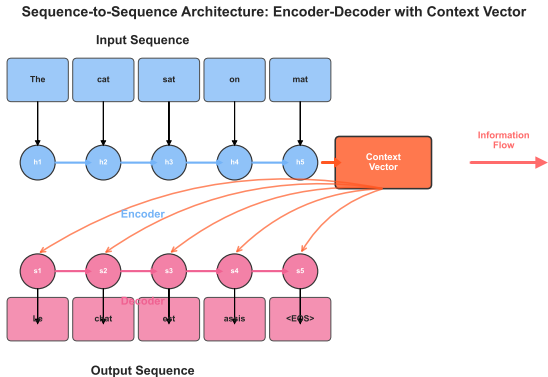 Sequence-to-Sequence Architecture: Encoder-Decoder with Context Vector
Input Sequence
The cat sat on mat
Information
Flow
h1 h2 h3 h4 h5
Context
Vector
Encoder
s1 s2 s3 s4 s5
Decoder
Le chat est assis <EOS>
Output Sequence